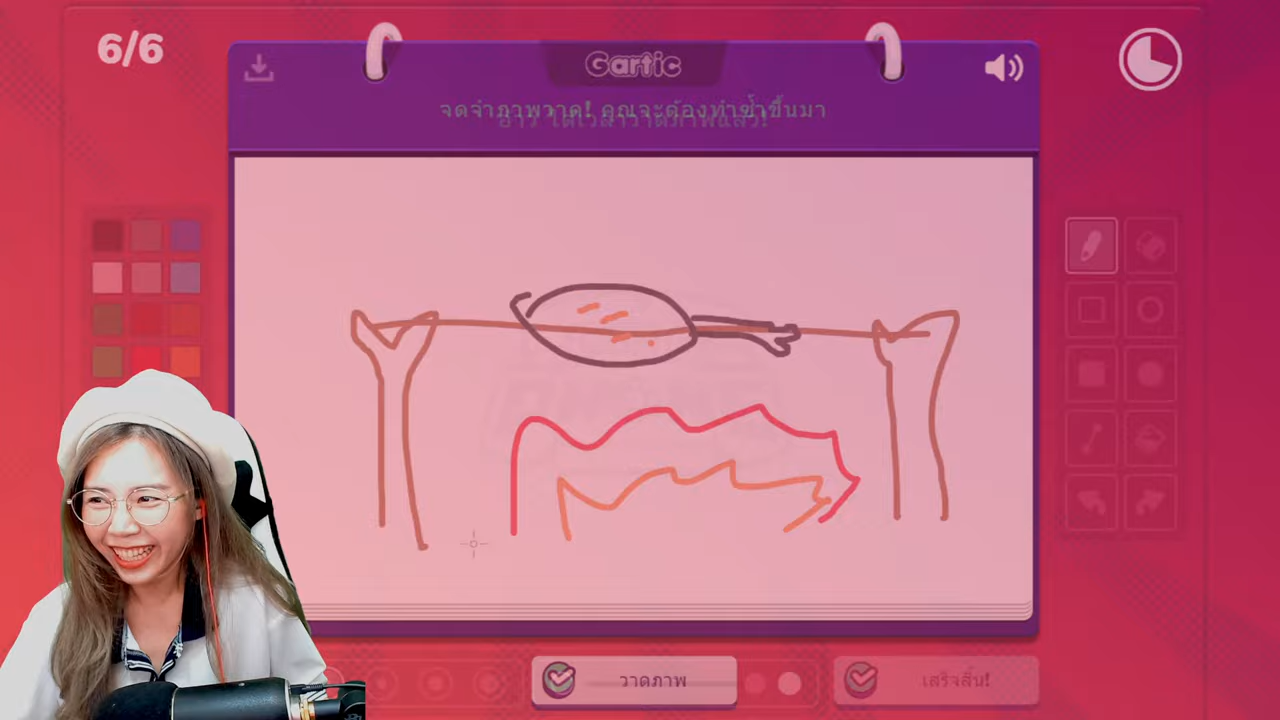 6/6
Gartic
จดจำภาพวาด! คุณจะต้องทำซ้ำขึ้นมา
วาดภาพ
เสร็จสิ้น!